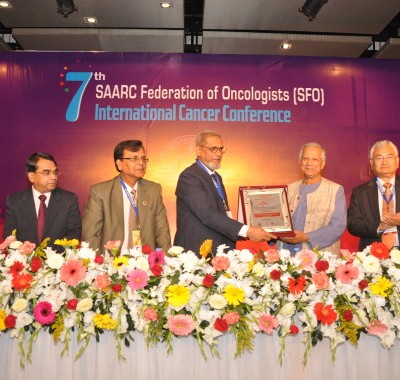 7th
SAARC Federation of Oncologists (SFO)
International Cancer Conference